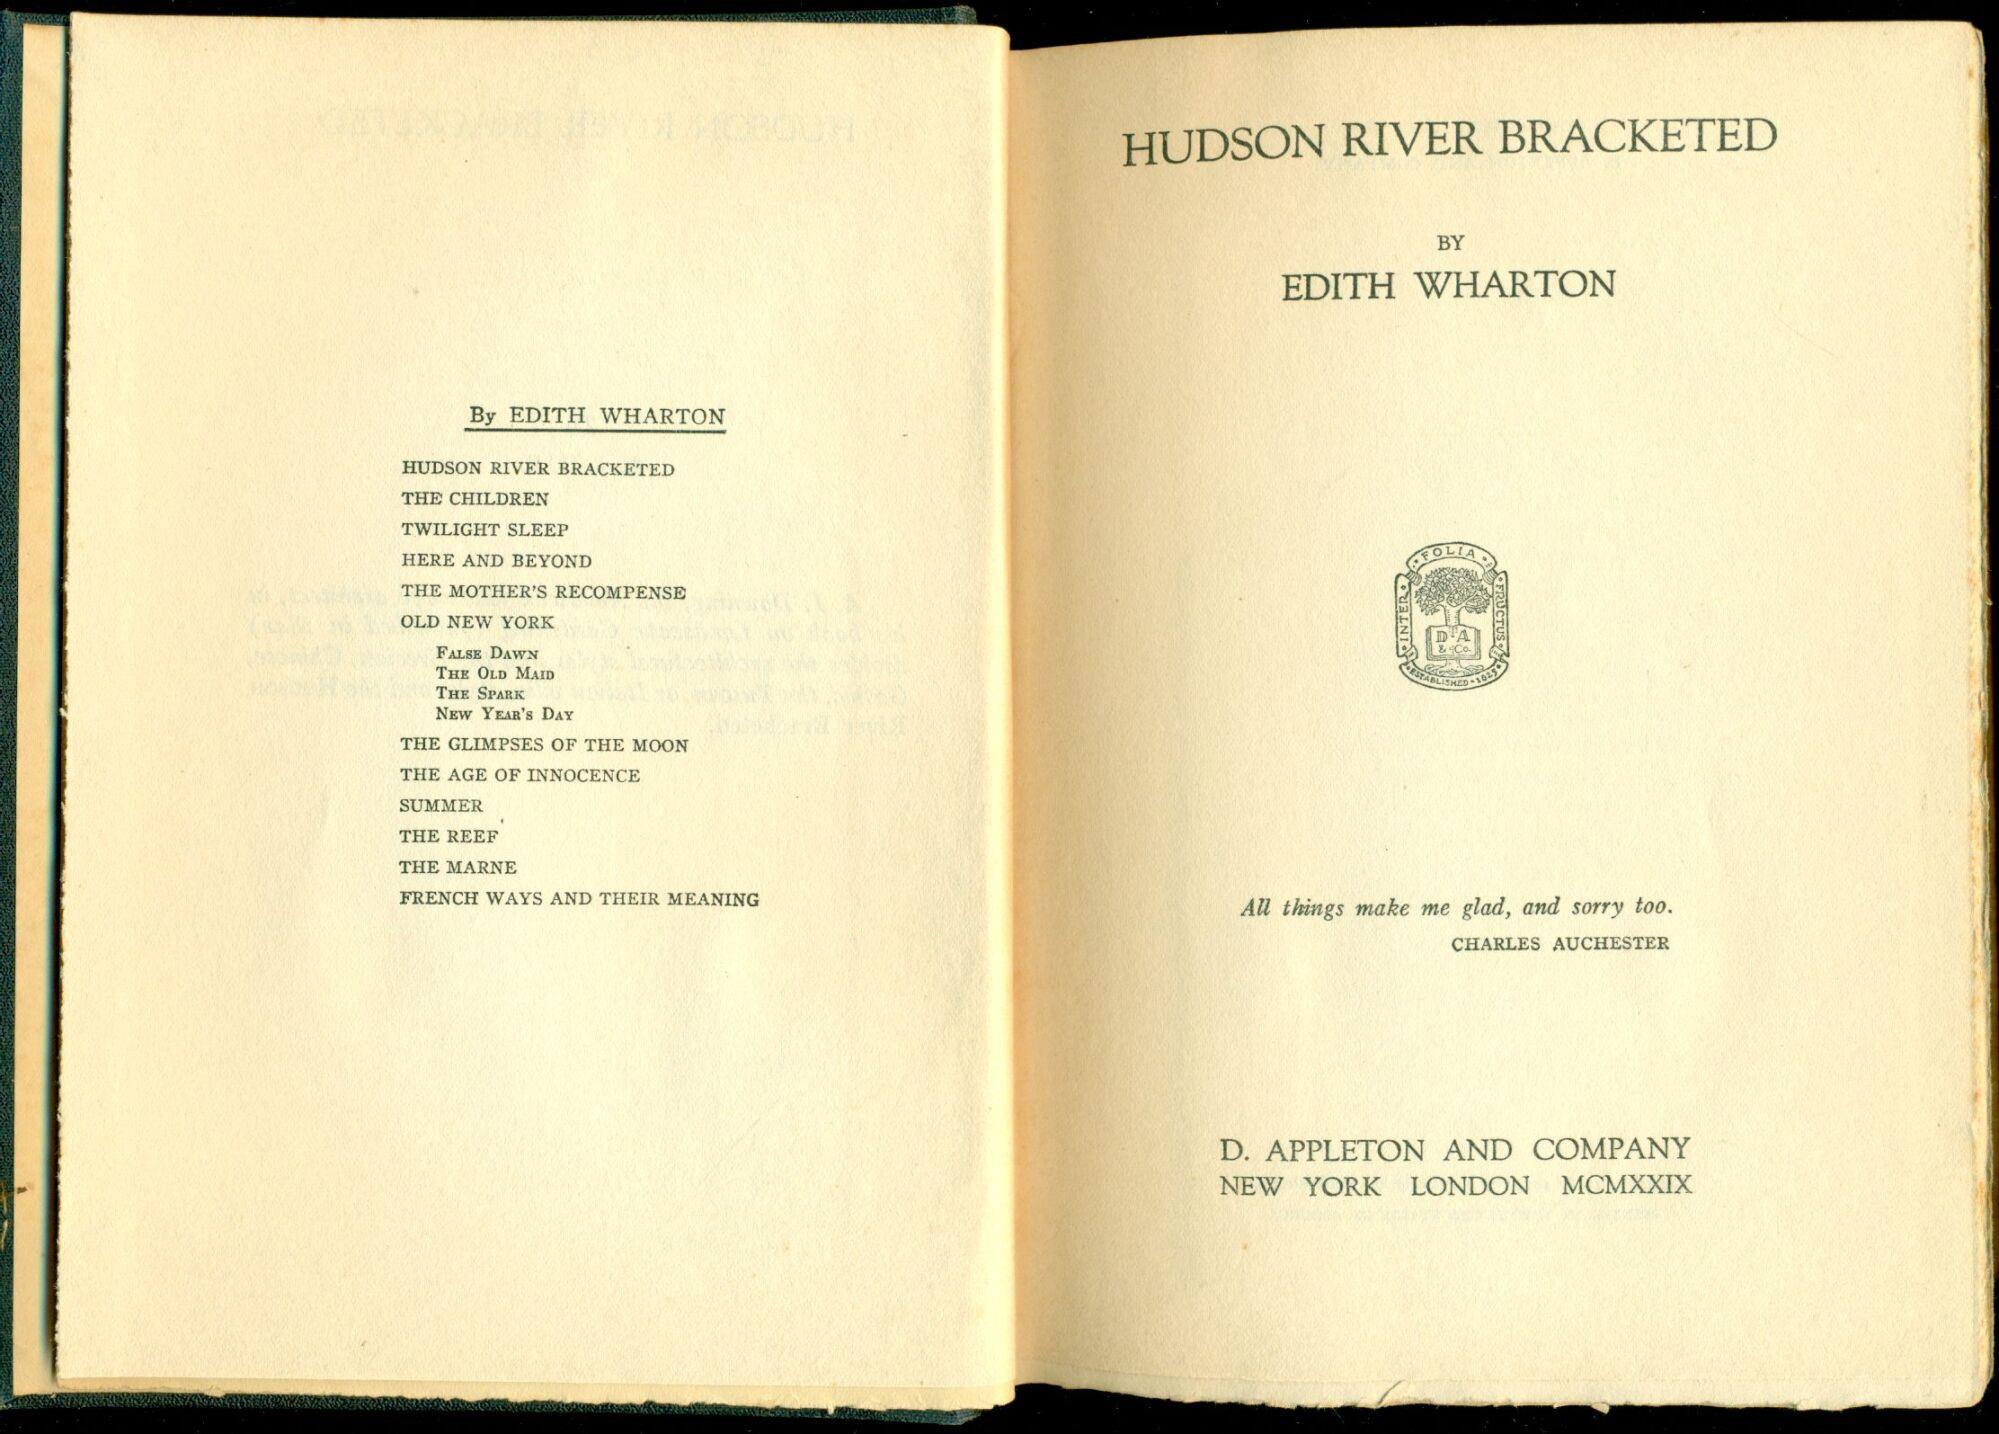 By EDITH WHARTON
HUDSON RIVER BRACKETED
THE CHILDREN
TWILIGHT SLEEP
HERE AND BEYOND
THE MOTHER'S RECOMPENSE
OLD NEW YORK
FALSE DAWN
THE OLD MAID
THE SPARK
NEW YEAR'S DAY
THE GLIMPSES OF THE MOON
THE AGE OF INNOCENCE
SUMMER
THE REEF
THE MARNE
FRENCH WAYS AND THEIR MEANING
HUDSON RIVER BRACKETED
BY
EDITH WHARTON
INTER · FOLIA · FRUCTUS
D A
& Co.
ESTABLISHED · 1825
All things make me glad, and sorry too.
CHARLES AUCHESTER
D. APPLETON AND COMPANY
NEW YORK LONDON MCMXXIX